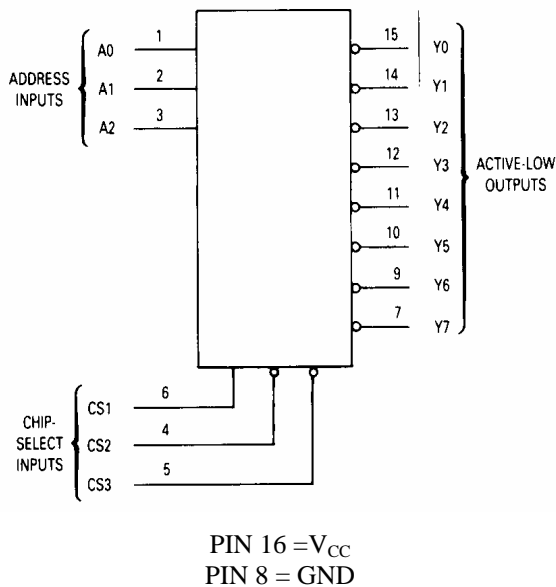 ADDRESS
INPUTS
A0 1
A1 2
A2 3
15 Y0
14 Y1
13 Y2
12 Y3
11 Y4
10 Y5
9 Y6
7 Y7
ACTIVE-LOW
OUTPUTS
CHIP-
SELECT
INPUTS
CS1 6
CS2 4
CS3 5
PIN 16 =VCC
PIN 8 = GND